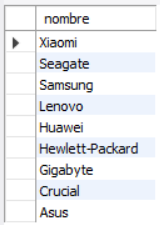 nombre
Xiaomi
Seagate
Samsung
Lenovo
Huawei
Hewlett-Packard
Gigabyte
Crucial
Asus